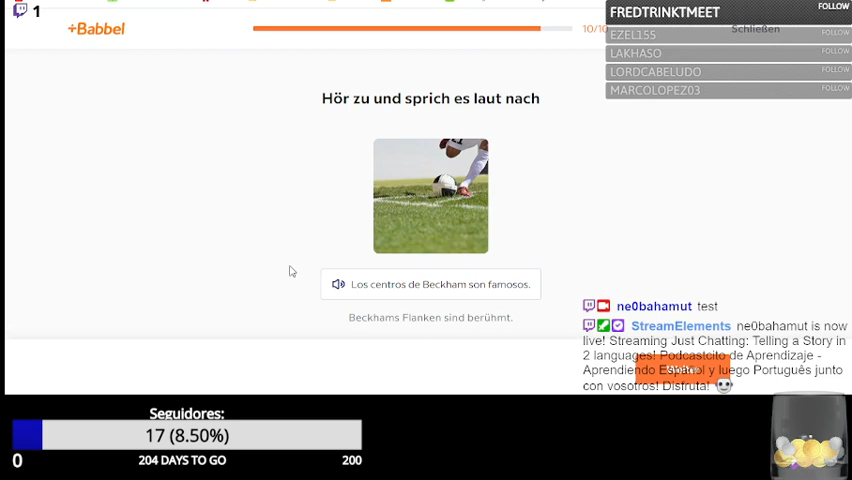 1
+Babbel
10/10
Schließen
FREDTRINKTMEET FOLLOW
EZEL155 FOLLOW
LAKHASO FOLLOW
LORDCABELUDO FOLLOW
MARCOLOPEZ03 FOLLOW
Hör zu und sprich es laut nach
Los centros de Beckham son famosos.
Beckhams Flanken sind berühmt.
ne0bahamut test
StreamElements ne0bahamut is now
live! Streaming Just Chatting: Telling a Story in
2 languages! Podcastcito de Aprendizaje -
Aprendiendo Español y luego Português junto
con vosotros! Disfruta!
Seguidores:
17 (8.50%)
0 204 DAYS TO GO 200